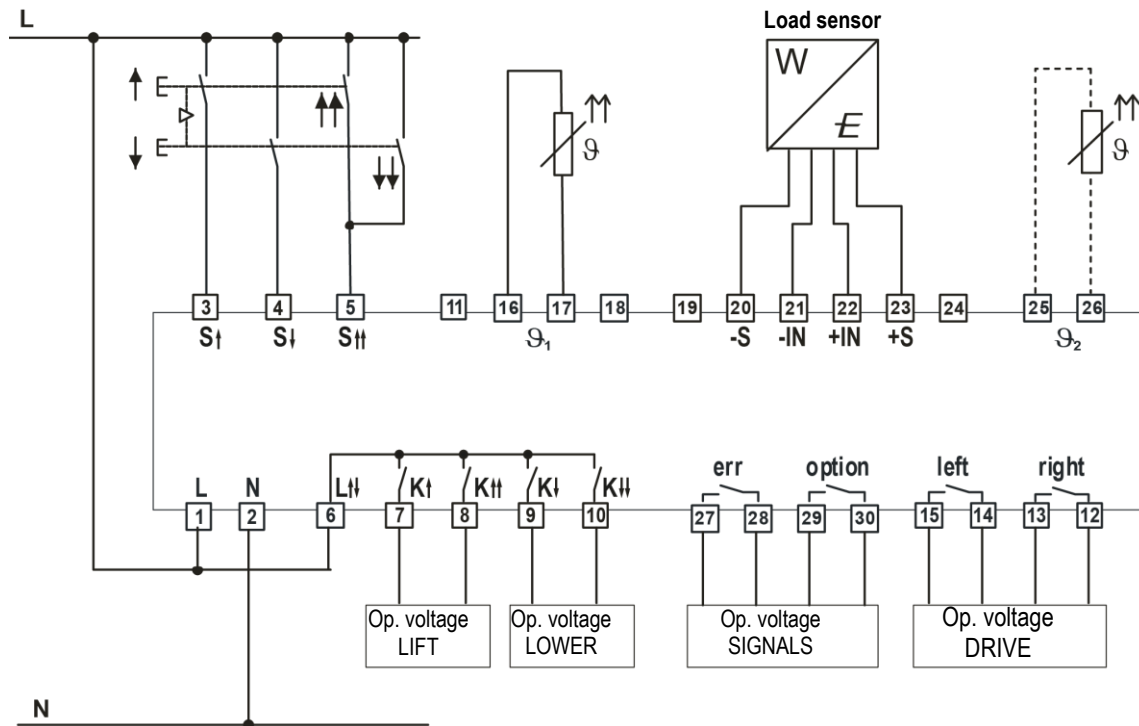 L
Load sensor
W
E
ϑ
ϑ
3 4 5 11 16 17 18 19 20 21 22 23 24 25 26
S↑ S↓ S↑↑ ϑ1 -S -IN +IN +S ϑ2
L N L↑↓ K↑ K↑↑ K↓ K↓↓ err option left right
1 2 6 7 8 9 10 27 28 29 30 15 14 13 12
Op. voltage
LIFT
Op. voltage
LOWER
Op. voltage
SIGNALS
Op. voltage
DRIVE
N